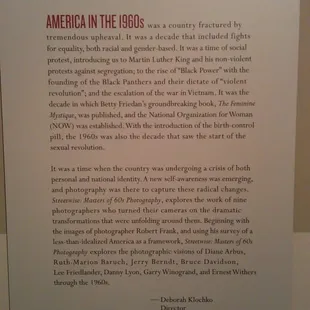 AMERICA IN THE 1960s was a country fractured by
tremendous upheaval. It was a decade that included fights
for equality, both racial and gender-based. It was a time of social
protest, introducing us to Martin Luther King and his non-violent
protests against segregation; to the rise of "Black Power" with
the founding of the Black Panthers and their dictate of "violent
revolution"; and the escalation of the war in Vietnam. It was the
decade in which Betty Friedan's groundbreaking book, The Feminine
Mystique, was published, and the National Organization for Woman
(NOW) was established. With the introduction of the birth-control
pill, the 1960s was also the decade that saw the start of the
sexual revolution.
It was a time when the country was undergoing a crisis of both
personal and national identity. A new self-awareness was emerging,
and photography was there to capture these radical changes.
Streetwise: Masters of 60s Photography, explores the work of nine
photographers who turned their cameras on the dramatic
transformations that were unfolding around them. Beginning with
the images of photographer Robert Frank, and using his survey of a
less-than-idealized America as a framework, Streetwise: Masters of 60s
Photography explores the photographic visions of Diane Arbus,
Ruth-Marion Baruch, Jerry Berndt, Bruce Davidson,
Lee Friedlander, Danny Lyon, Garry Winogrand, and Ernest Withers
through the 1960s.
— Deborah Klochko
Director